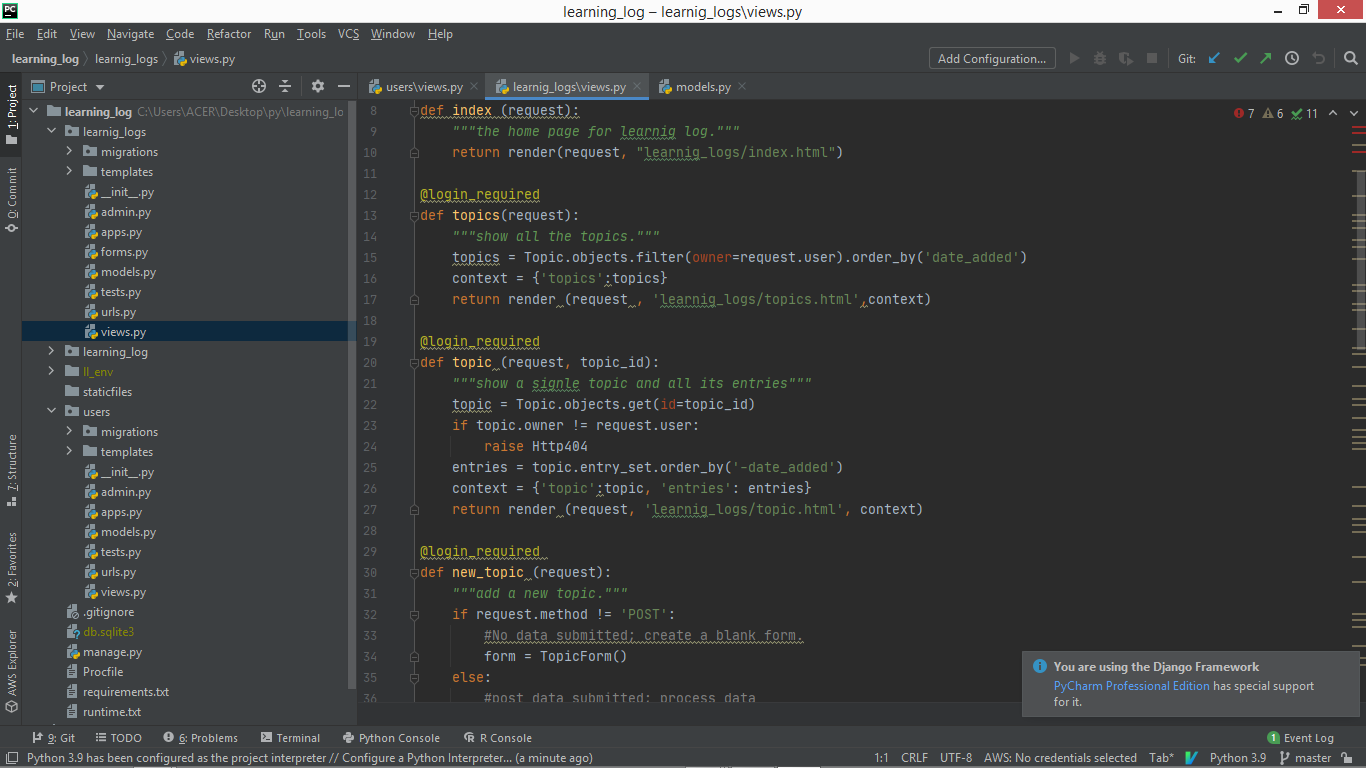 PC
learning_log – learnig_logs\views.py
File Edit View Navigate Code Refactor Run Tools VCS Window Help
learning_log learnig_logs views.py Add Configuration... Git:
Project
users\views.py learnig_logs\views.py models.py
1: Project
0: Commit
7: Structure
2: Favorites
AWS Explorer
learning_log C:\Users\ACER\Desktop\py\learning_lo
learnig_logs
migrations
templates
__init__.py
admin.py
apps.py
forms.py
models.py
tests.py
urls.py
views.py
learning_log
ll_env
staticfiles
users
migrations
templates
__init__.py
admin.py
apps.py
models.py
tests.py
urls.py
views.py
.gitignore
db.sqlite3
manage.py
Procfile
requirements.txt
runtime.txt
7 6 11
8 def index (request):
9 """the home page for learnig log."""
10 return render(request, "learnig_logs/index.html")
11
12 @login_required
13 def topics(request):
14 """show all the topics."""
15 topics = Topic.objects.filter(owner=request.user).order_by('date_added')
16 context = {'topics':topics}
17 return render (request , 'learnig_logs/topics.html',context)
18
19 @login_required
20 def topic (request, topic_id):
21 """show a signle topic and all its entries"""
22 topic = Topic.objects.get(id=topic_id)
23 if topic.owner != request.user:
24 raise Http404
25 entries = topic.entry_set.order_by('-date_added')
26 context = {'topic':topic, 'entries': entries}
27 return render (request, 'learnig_logs/topic.html', context)
28
29 @login_required
30 def new_topic (request):
31 """add a new topic."""
32 if request.method != 'POST':
33 #No data submitted; create a blank form.
34 form = TopicForm()
35 else:
36 #post data submitted; process data
You are using the Django Framework
PyCharm Professional Edition has special support
for it.
9: Git TODO 6: Problems Terminal Python Console R Console 1 Event Log
Python 3.9 has been configured as the project interpreter // Configure a Python Interpreter... (a minute ago) 1:1 CRLF UTF-8 AWS: No credentials selected Tab* Python 3.9 master